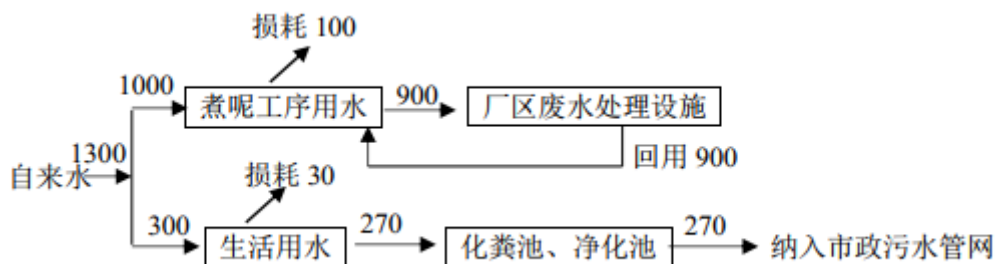 损耗 100
1000
煮呢工序用水
900
厂区废水处理设施
回用 900
自来水
1300
损耗 30
300
生活用水
270
化粪池、净化池
270
纳入市政污水管网